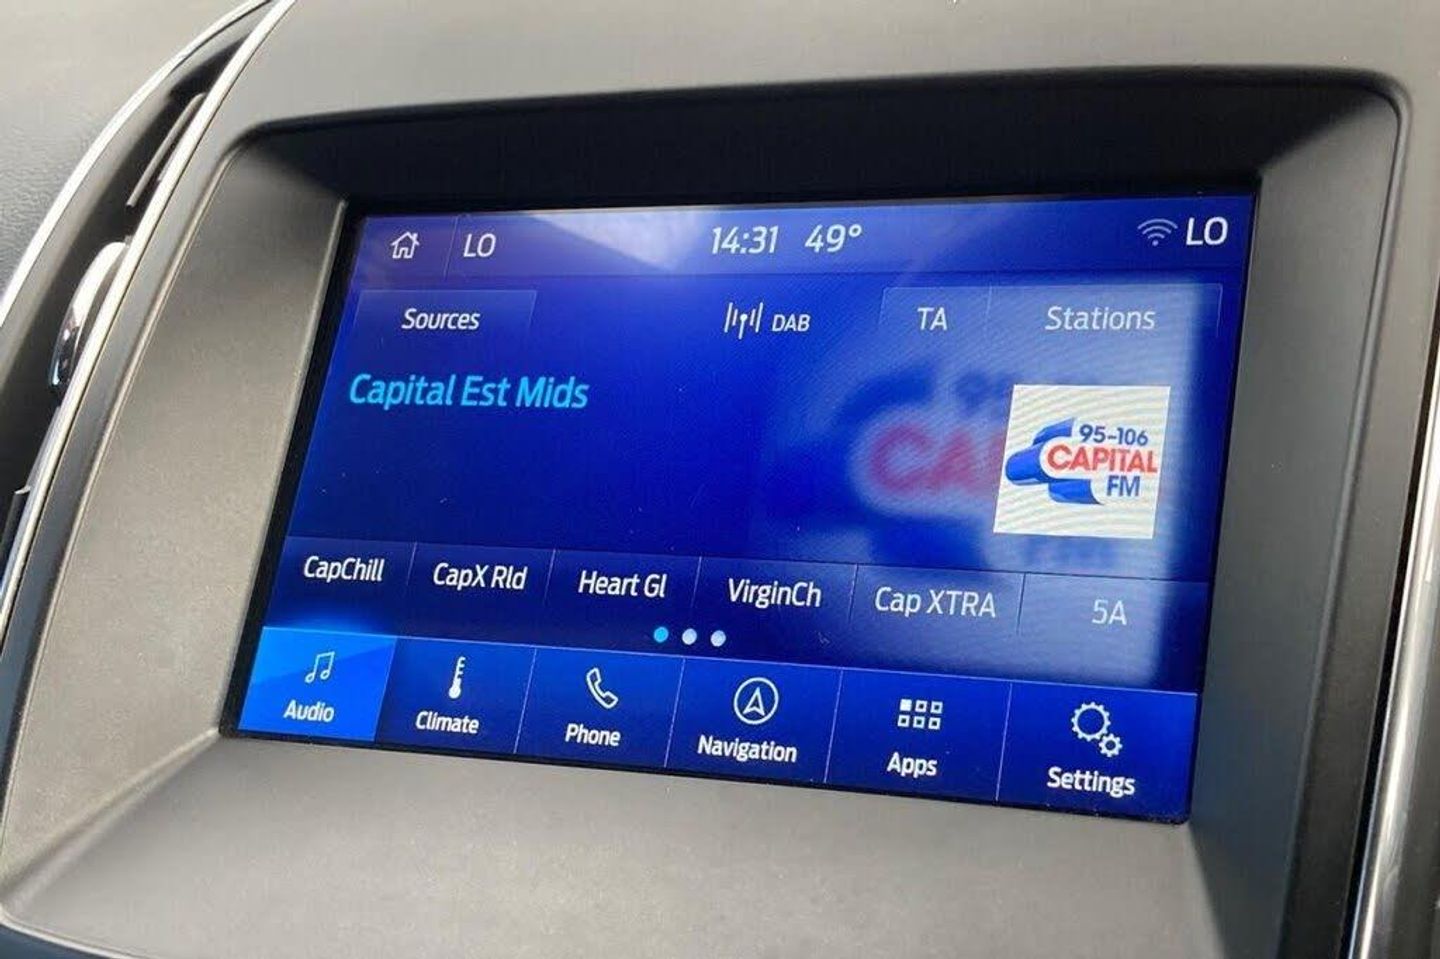 LO 14:31 49° LO
Sources DAB TA Stations
Capital Est Mids
95-106
CAPITAL
FM
CapChill CapX Rld Heart Gl VirginCh Cap XTRA 5A
Audio Climate Phone Navigation Apps Settings